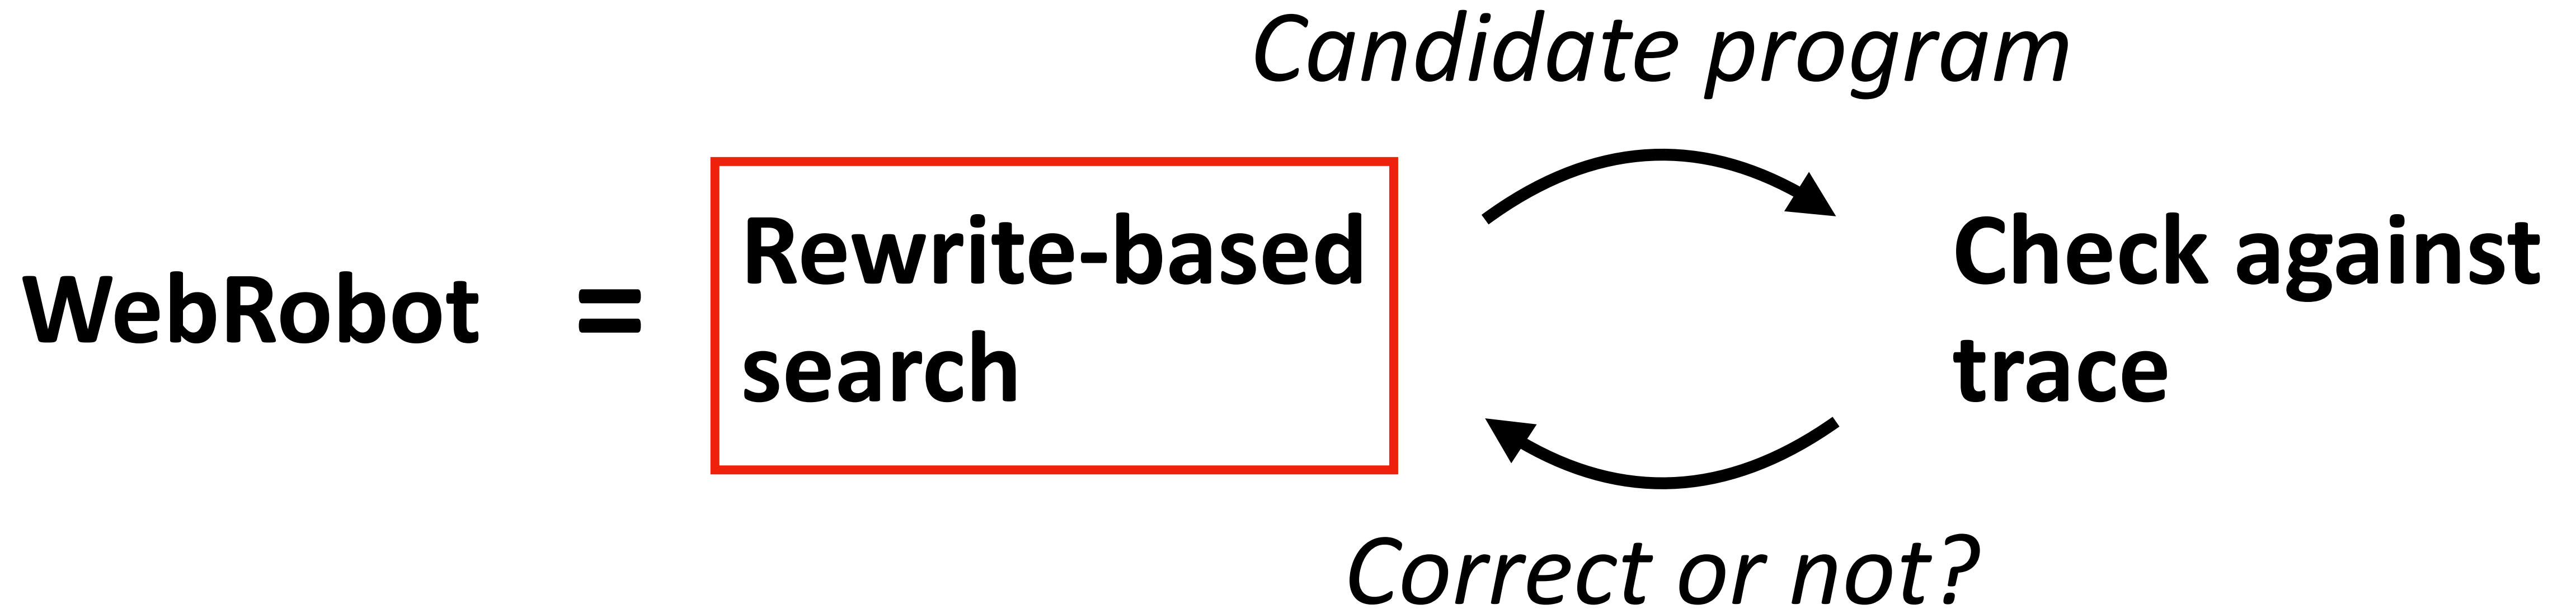 Candidate program
WebRobot = Rewrite-based
search
Check against
trace
Correct or not?